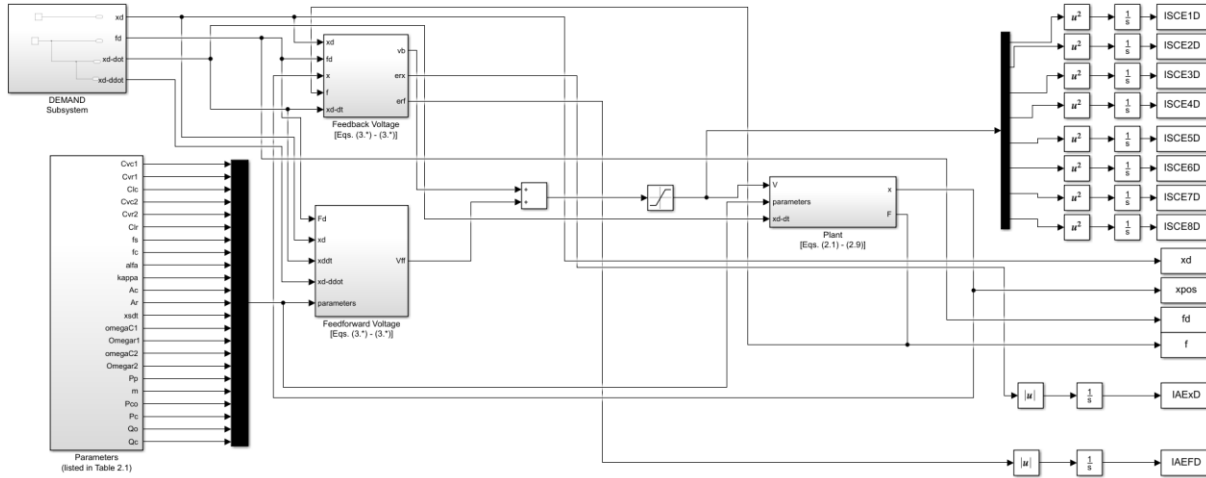 xd
fd
xd-dot
xd-ddot
DEMAND
Subsystem
xd
fd
x
f
xd-dt
vb
erx
erf
Feedback Voltage
[Eqs. (3.*) - (3.*)]
Cvc1
Cvr1
Clc
Cvc2
Cvr2
Clr
fs
fc
alfa
kappa
Ac
Ar
xsdt
omegaC1
Omegar1
omegaC2
Omegar2
Pp
m
Pco
Pc
Qo
Qc
Parameters
(listed in Table 2.1)
Fd
xd
xddt
xd-ddot
parameters
Vff
Feedforward Voltage
[Eqs. (3.*) - (3.*)]
+
+
V
parameters
xd-dt
x
F
Plant
[Eqs. (2.1) - (2.9)]
u² 1/s ISCE1D
u² 1/s ISCE2D
u² 1/s ISCE3D
u² 1/s ISCE4D
u² 1/s ISCE5D
u² 1/s ISCE6D
u² 1/s ISCE7D
u² 1/s ISCE8D
xd
xpos
fd
f
|u| 1/s IAExD
|u| 1/s IAEFD